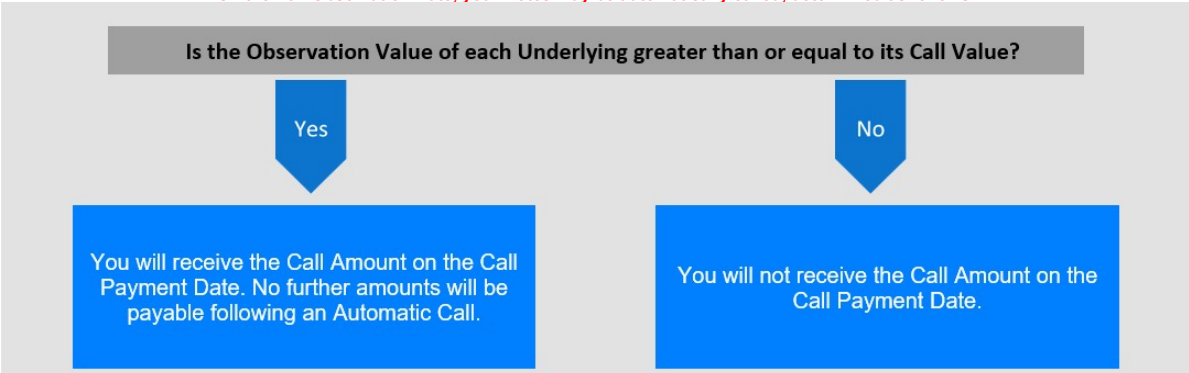 Is the Observation Value of each Underlying greater than or equal to its Call Value?
Yes
No
You will receive the Call Amount on the Call
Payment Date. No further amounts will be
payable following an Automatic Call.
You will not receive the Call Amount on the
Call Payment Date.